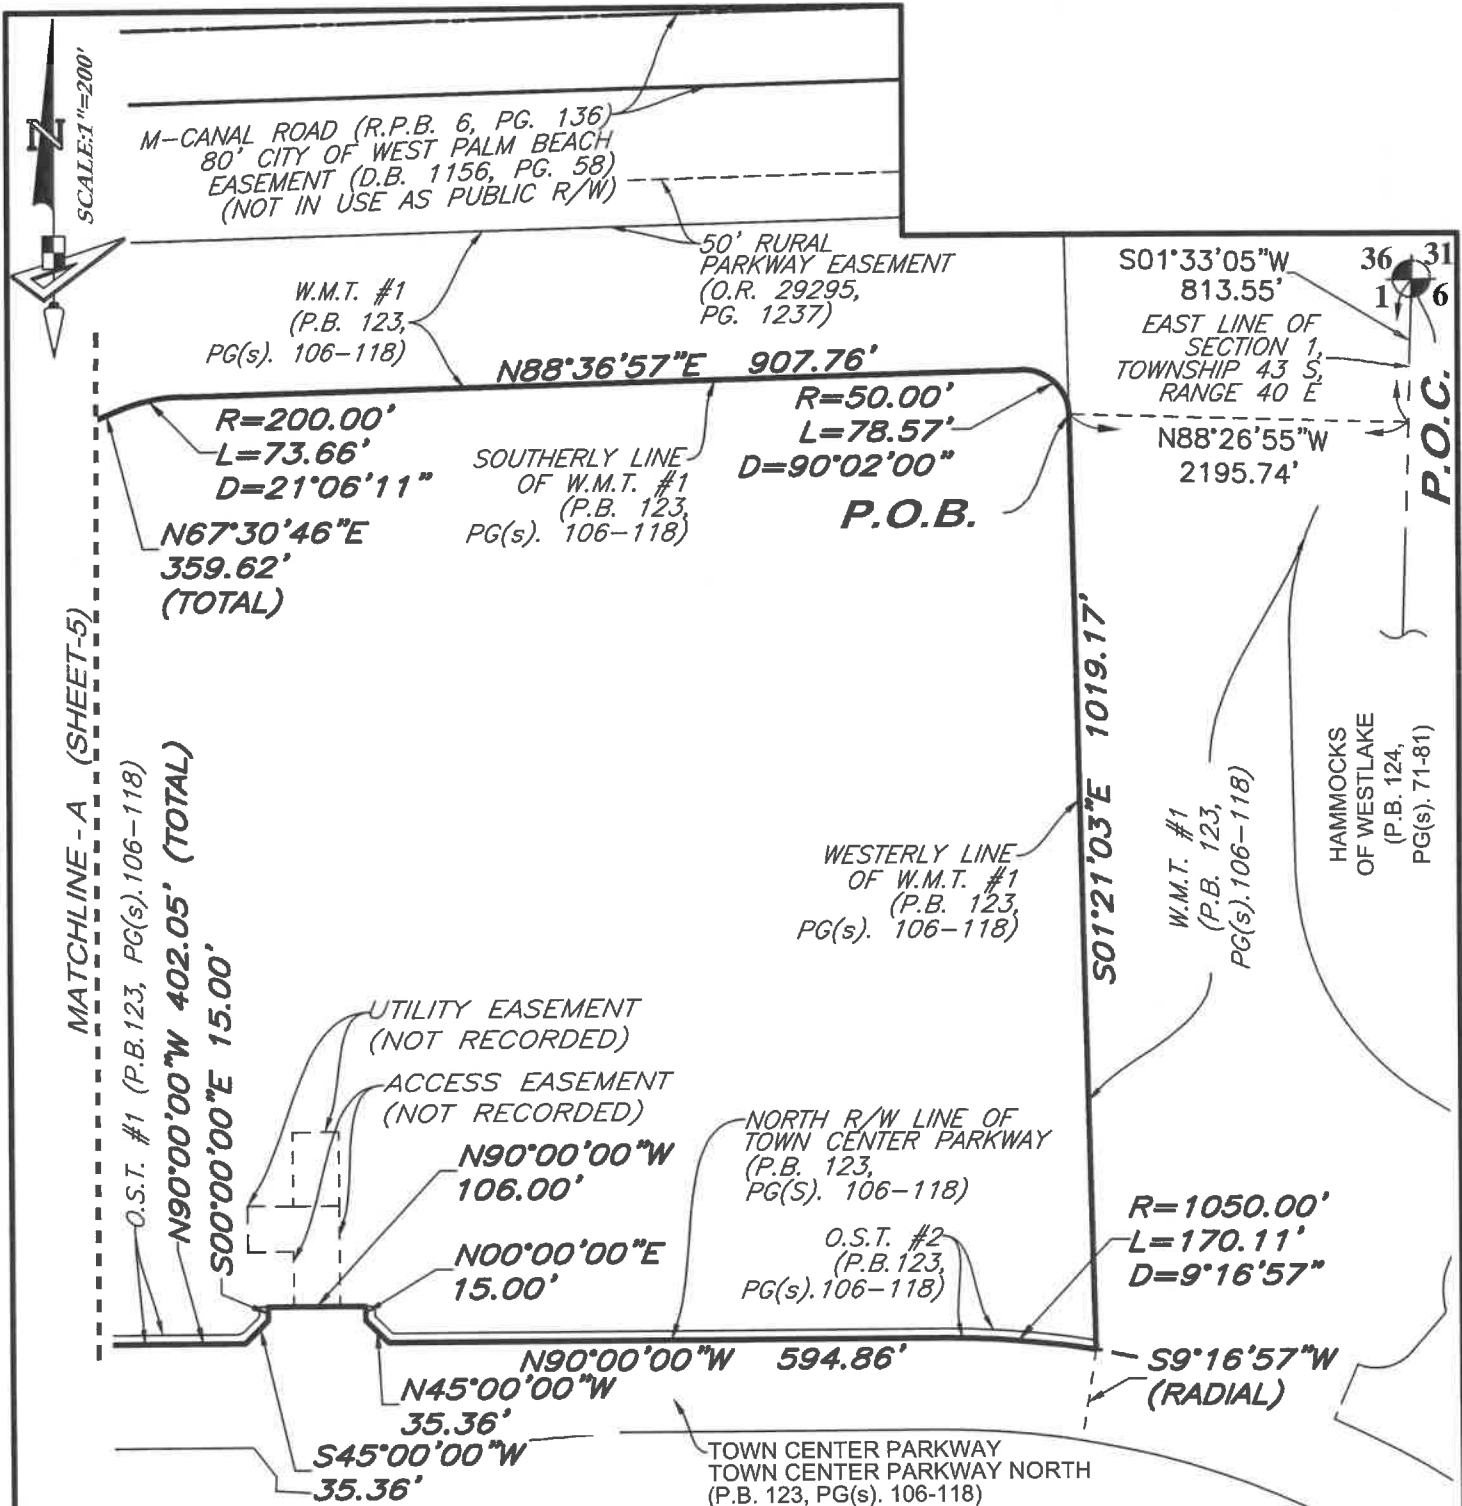 N
SCALE:1"=200'
M-CANAL ROAD (R.P.B. 6, PG. 136)
80' CITY OF WEST PALM BEACH
EASEMENT (D.B. 1156, PG. 58)
(NOT IN USE AS PUBLIC R/W)
50' RURAL
PARKWAY EASEMENT
(O.R. 29295,
PG. 1237)
W.M.T. #1
(P.B. 123,
PG(s). 106-118)
S01°33'05"W
813.55'
36 31
1 6
EAST LINE OF
SECTION 1,
TOWNSHIP 43 S,
RANGE 40 E
P.O.C.
N88°26'55"W
2195.74'
N88°36'57"E 907.76'
R=200.00'
L=73.66'
D=21°06'11"
R=50.00'
L=78.57'
D=90°02'00"
P.O.B.
SOUTHERLY LINE
OF W.M.T. #1
(P.B. 123,
PG(s). 106-118)
N67°30'46"E
359.62'
(TOTAL)
MATCHLINE - A (SHEET-5)
S01°21'03"E 1019.17'
WESTERLY LINE
OF W.M.T. #1
(P.B. 123,
PG(s). 106-118)
W.M.T. #1
(P.B. 123,
PG(s).106-118)
HAMMOCKS
OF WESTLAKE
(P.B. 124,
PG(s). 71-81)
O.S.T. #1 (P.B.123, PG(s).106-118)
N90°00'00"W 402.05' (TOTAL)
S00°00'00"E 15.00'
UTILITY EASEMENT
(NOT RECORDED)
ACCESS EASEMENT
(NOT RECORDED)
N90°00'00"W
106.00'
N00°00'00"E
15.00'
NORTH R/W LINE OF
TOWN CENTER PARKWAY
(P.B. 123,
PG(S). 106-118)
O.S.T. #2
(P.B.123,
PG(s).106-118)
R=1050.00'
L=170.11'
D=9°16'57"
N90°00'00"W 594.86'
S9°16'57"W
(RADIAL)
N45°00'00"W
35.36'
S45°00'00"W
35.36'
TOWN CENTER PARKWAY
TOWN CENTER PARKWAY NORTH
(P.B. 123, PG(s). 106-118)